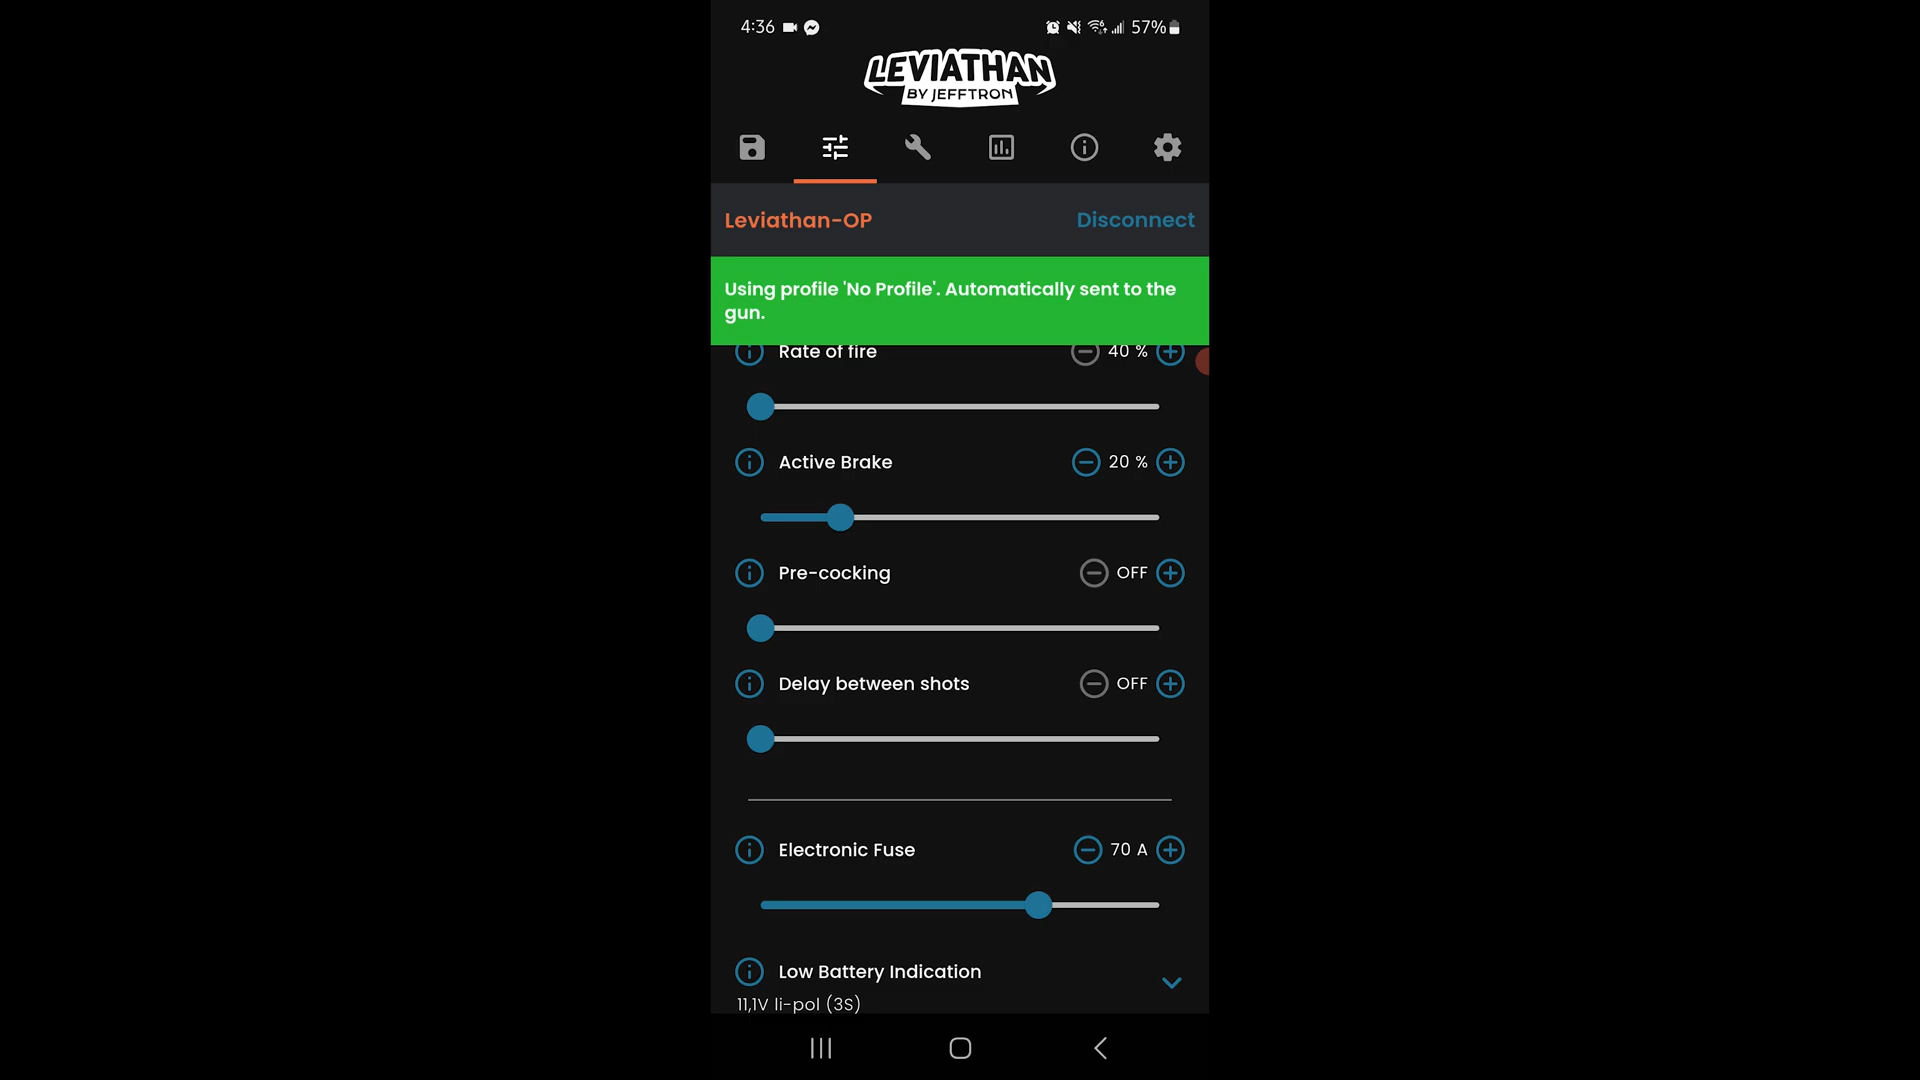 4:36
57%
LEVIATHAN
BY JEFFTRON
Leviathan-OP
Disconnect
Using profile 'No Profile'. Automatically sent to the
gun.
Rate of fire
40 %
Active Brake
20 %
Pre-cocking
OFF
Delay between shots
OFF
Electronic Fuse
70 A
Low Battery Indication
11,1V li-pol (3S)